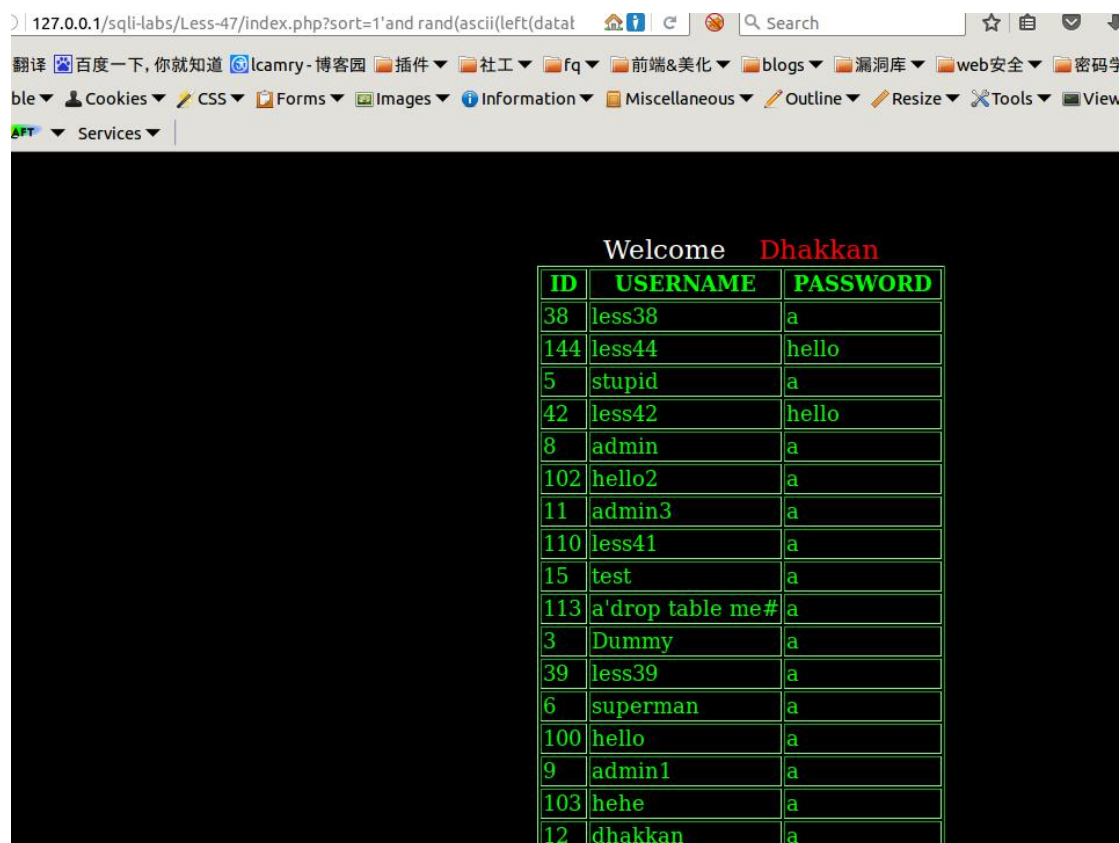 127.0.0.1/sqli-labs/Less-47/index.php?sort=1'and rand(ascii(left(datab Search
翻译 百度一下, 你就知道 lcamry - 博客园 插件 社工 fq 前端&美化 blogs 漏洞库 web安全 密码学
ble Cookies CSS Forms Images Information Miscellaneous Outline Resize Tools View
Services
Welcome Dhakkan
ID USERNAME PASSWORD
38 less38 a
144 less44 hello
5 stupid a
42 less42 hello
8 admin a
102 hello2 a
11 admin3 a
110 less41 a
15 test a
113 a'drop table me# a
3 Dummy a
39 less39 a
6 superman a
100 hello a
9 admin1 a
103 hehe a
12 dhakkan a